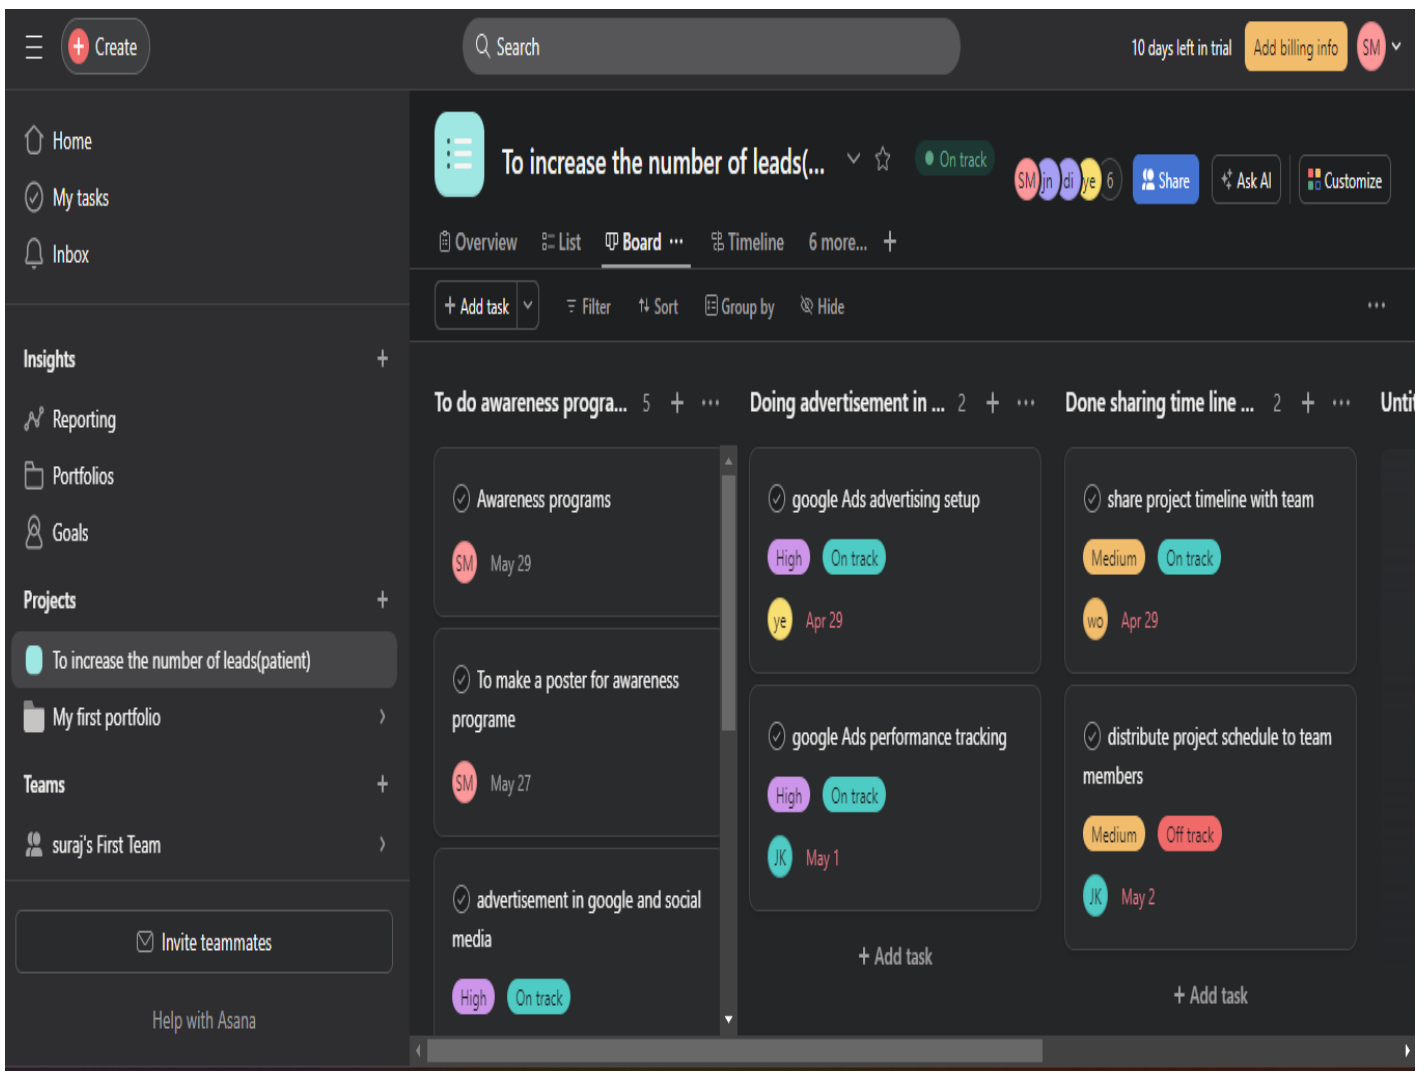 Create
Search
10 days left in trial
Add billing info
SM
Home
My tasks
Inbox
Insights
Reporting
Portfolios
Goals
Projects
To increase the number of leads(patient)
My first portfolio
Teams
suraj's First Team
Invite teammates
Help with Asana
To increase the number of leads(...
On track
SM jn di ye 6
Share
Ask AI
Customize
Overview
List
Board
Timeline
6 more...
+ Add task
Filter
Sort
Group by
Hide
To do awareness progra... 5
Awareness programs
SM May 29
To make a poster for awareness
programe
SM May 27
advertisement in google and social
media
High On track
Doing advertisement in ... 2
google Ads advertising setup
High On track
ye Apr 29
google Ads performance tracking
High On track
JK May 1
+ Add task
Done sharing time line ... 2
share project timeline with team
Medium On track
wo Apr 29
distribute project schedule to team
members
Medium Off track
JK May 2
+ Add task
Unti